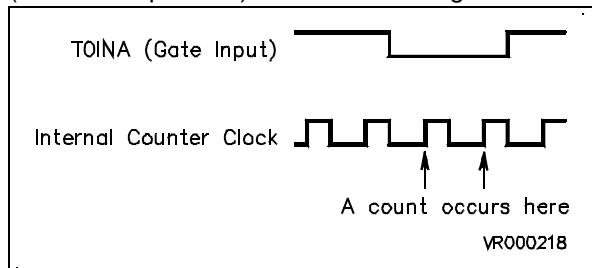 T0INA (Gate Input)
Internal Counter Clock
A count occurs here
VR000218